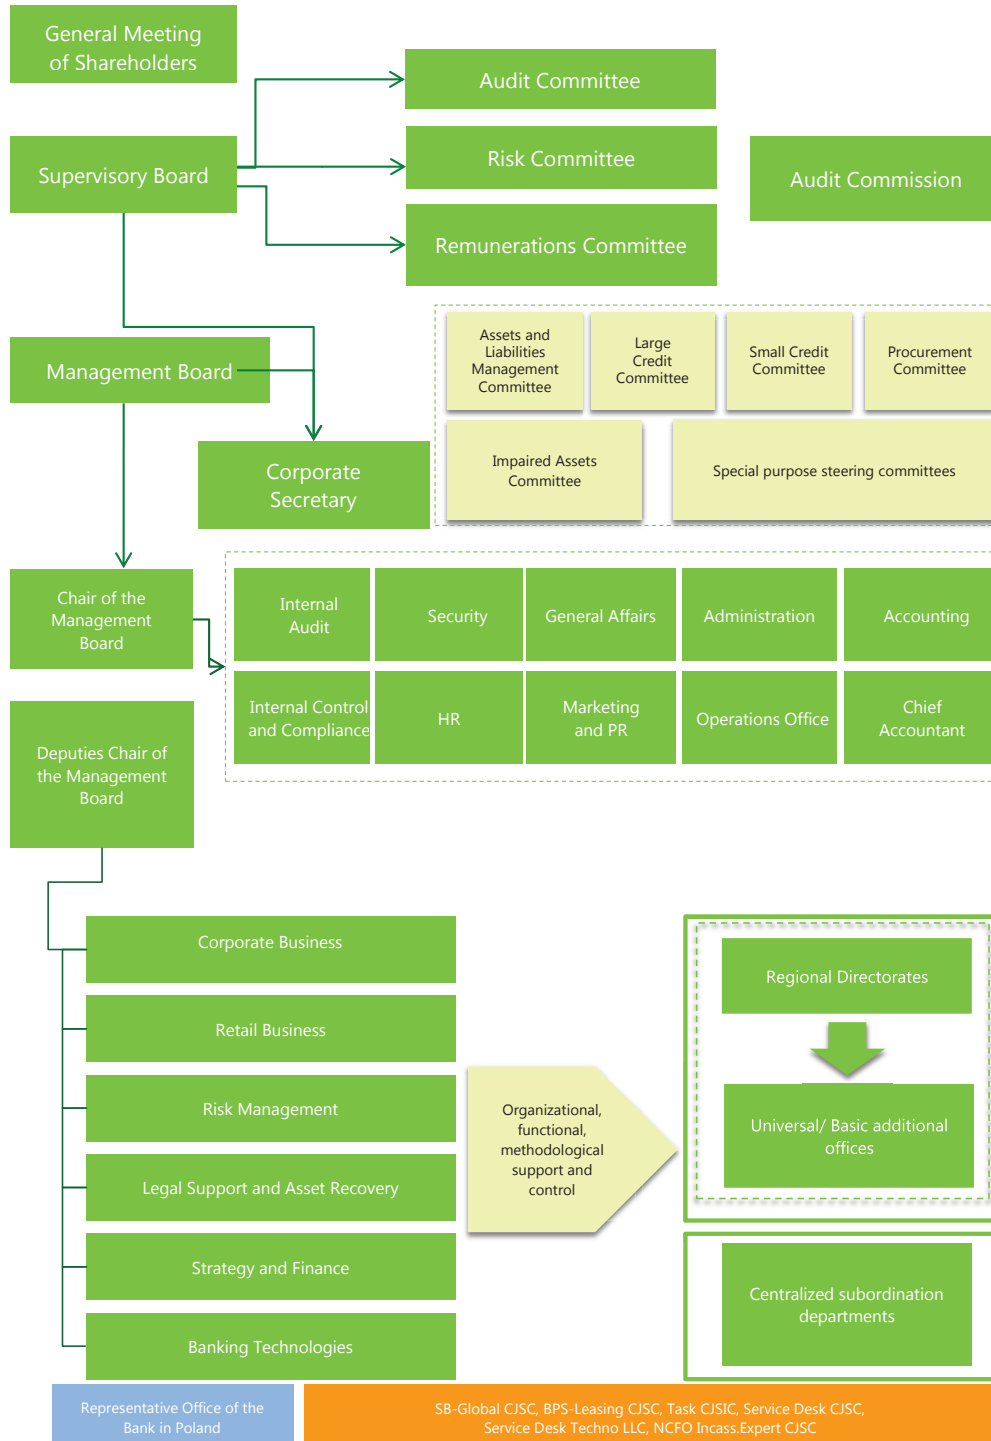 General Meeting
of Shareholders
Audit Committee
Supervisory Board
Risk Committee
Audit Commission
Remunerations Committee
Management Board
Assets and
Liabilities
Management
Committee
Large
Credit
Committee
Small Credit
Committee
Procurement
Committee
Corporate
Secretary
Impaired Assets
Committee
Special purpose steering committees
Chair of the
Management
Board
Internal
Audit
Security
General Affairs
Administration
Accounting
Internal Control
and Compliance
HR
Marketing
and PR
Operations Office
Chief
Accountant
Deputies Chair of
the Management
Board
Corporate Business
Retail Business
Risk Management
Legal Support and Asset Recovery
Strategy and Finance
Banking Technologies
Organizational,
functional,
methodological
support and
control
Regional Directorates
Universal/ Basic additional
offices
Centralized subordination
departments
Representative Office of the
Bank in Poland
SB-Global CJSC, BPS-Leasing CJSC, Task CJSIC, Service Desk CJSC,
Service Desk Techno LLC, NCFO Incass.Expert CJSC